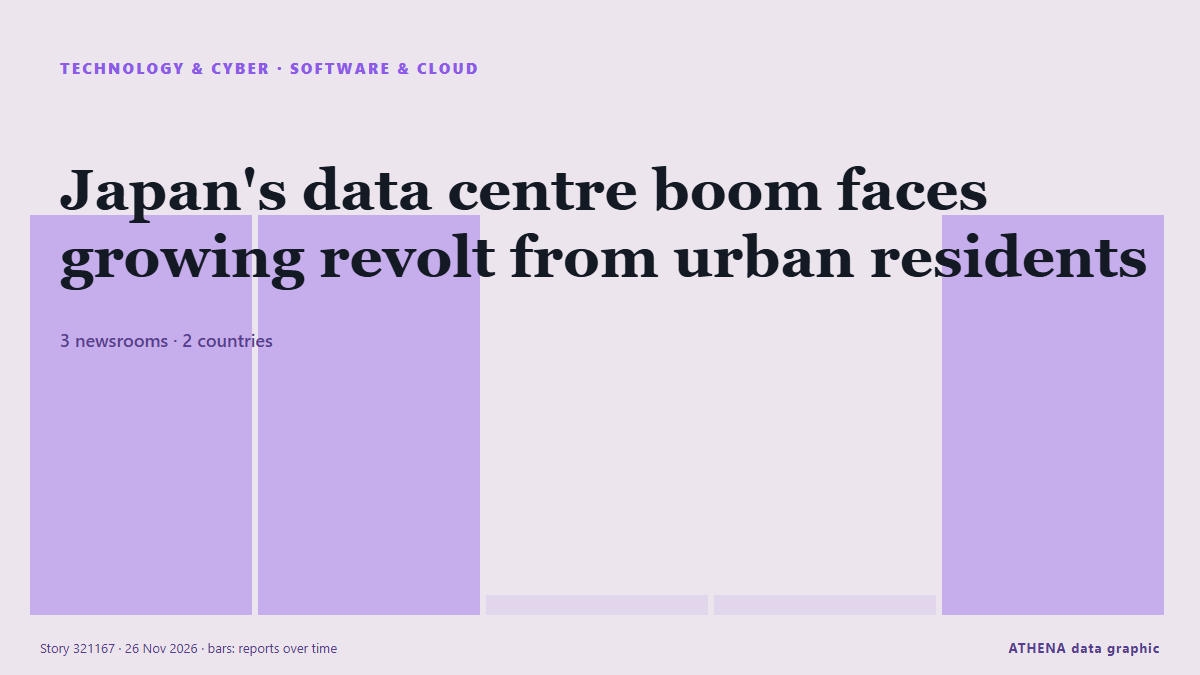 TECHNOLOGY & CYBER · SOFTWARE & CLOUD
Japan's data centre boom faces
growing revolt from urban residents
3 newsrooms · 2 countries
Story 321167 · 26 Nov 2026 · bars: reports over time
ATHENA data graphic